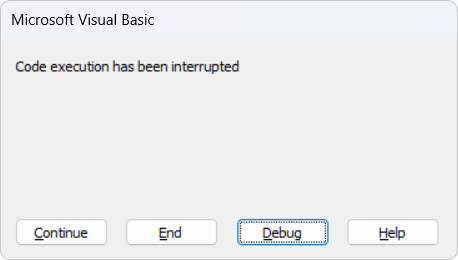 Microsoft Visual Basic
Code execution has been interrupted
Continue End Debug Help